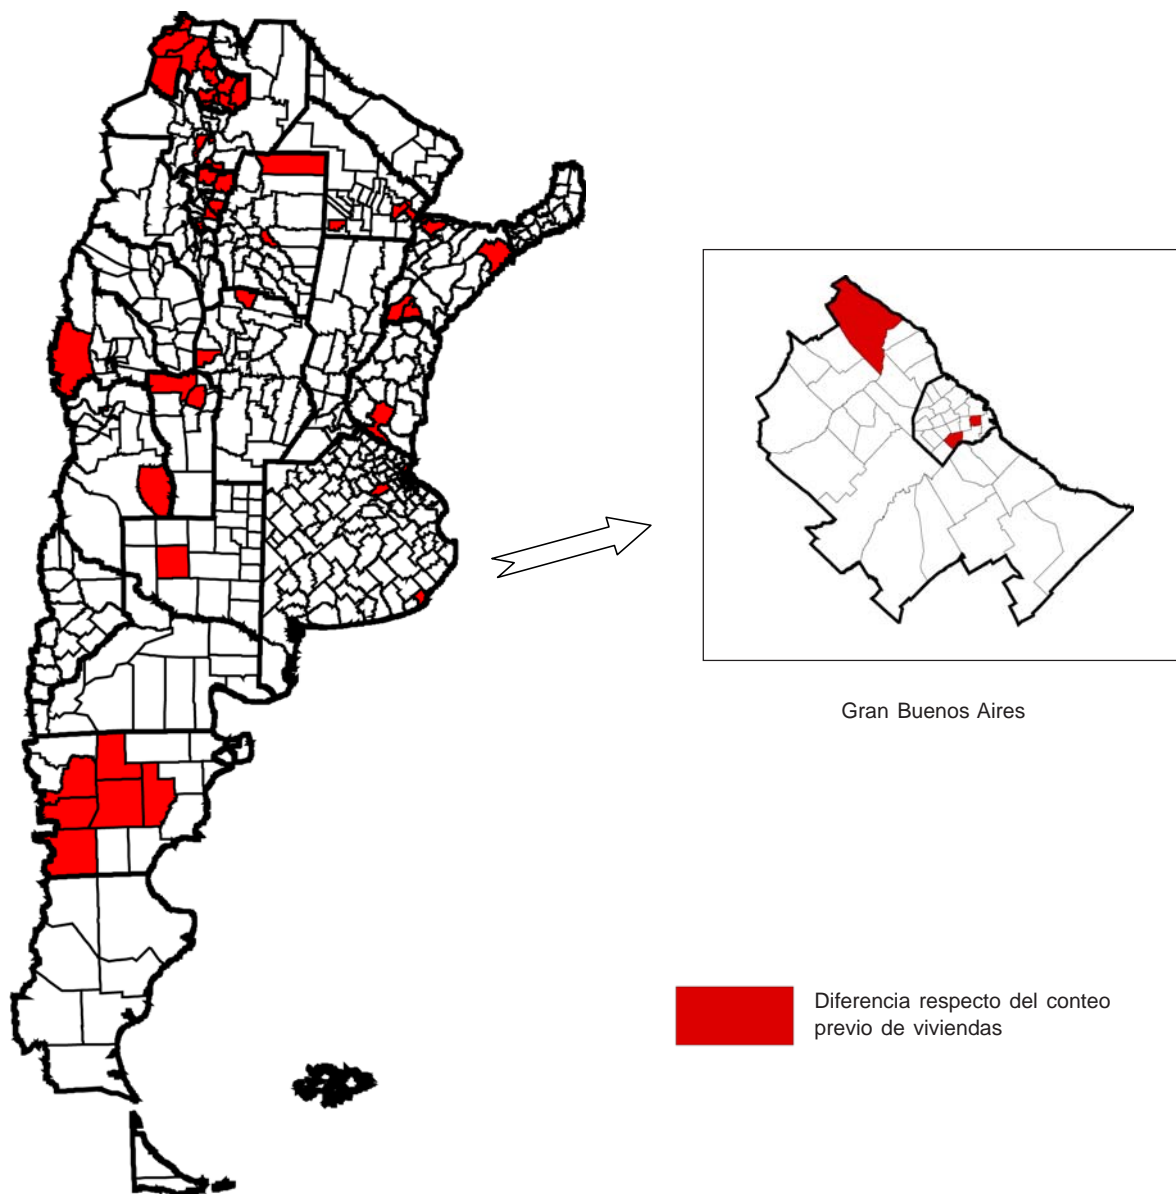 Gran Buenos Aires
Diferencia respecto del conteo
previo de viviendas